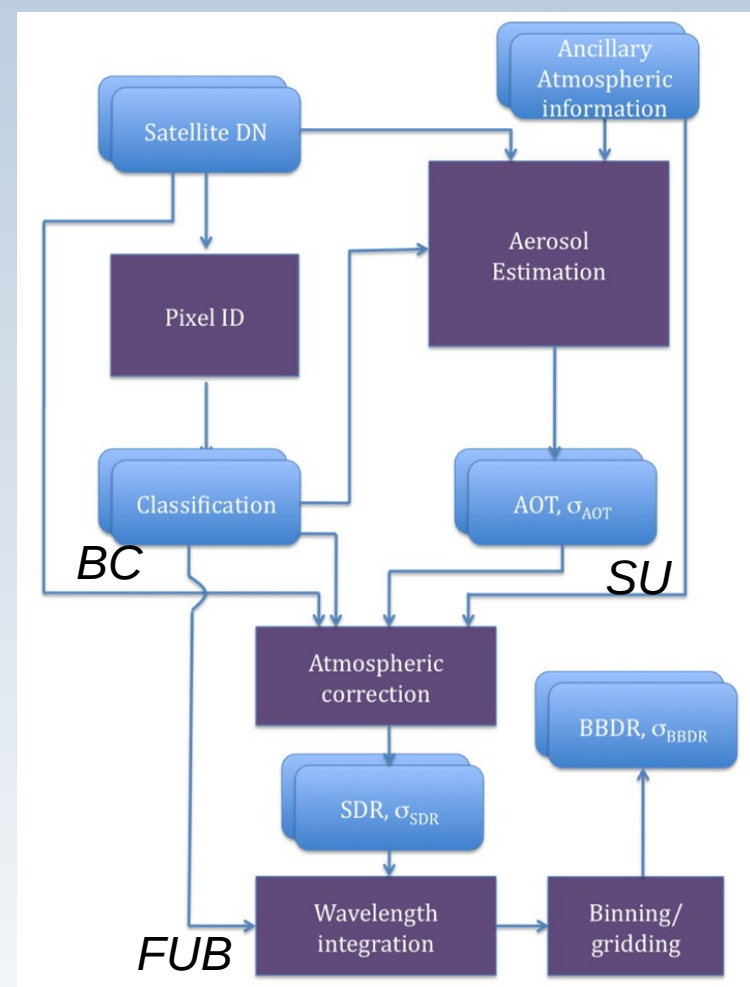 Ancillary
Atmospheric
information
Satellite DN
Aerosol
Estimation
Pixel ID
Classification
AOT, σAOT
BC
SU
Atmospheric
correction
BBDR, σBBDR
SDR, σSDR
Wavelength
integration
Binning/
gridding
FUB